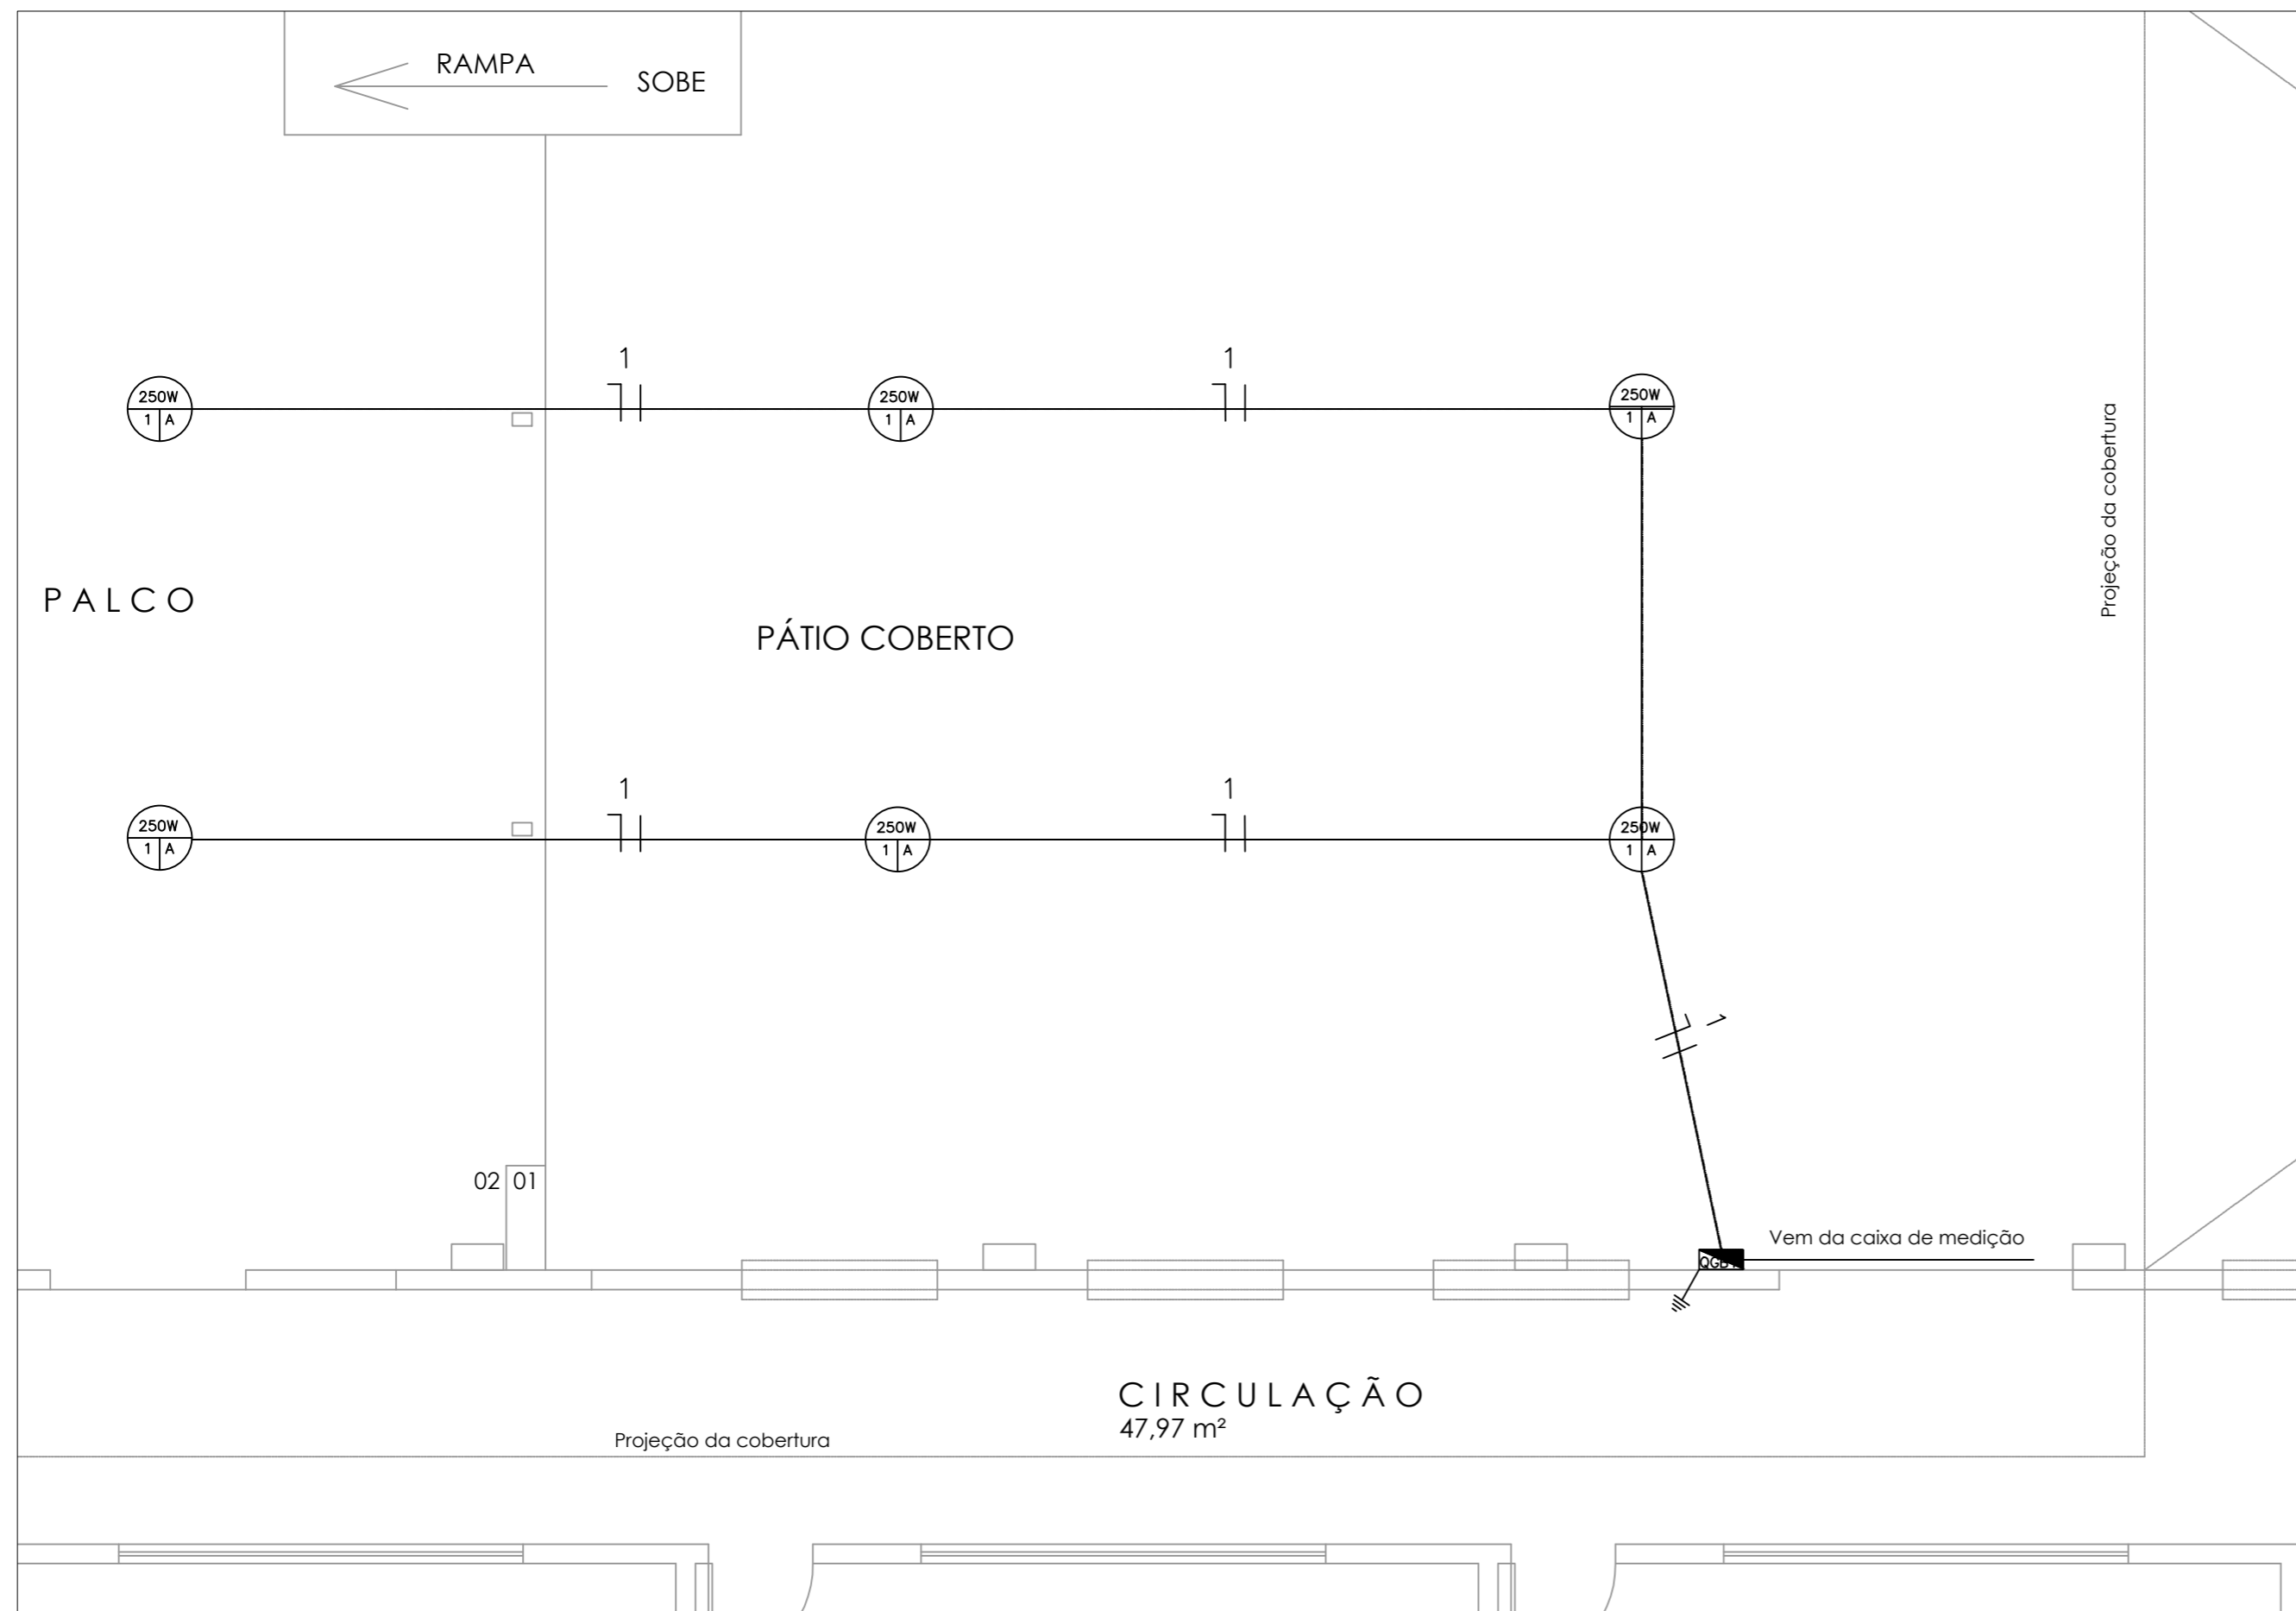 RAMPA
SOBE
1
1
250W
1 A
250W
1 A
250W
1 A
Projeção da cobertura
PALCO
PÁTIO COBERTO
1
1
250W
1 A
250W
1 A
250W
1 A
1
02 01
Vem da caixa de medição
CIRCULAÇÃO
47,97 m²
Projeção da cobertura